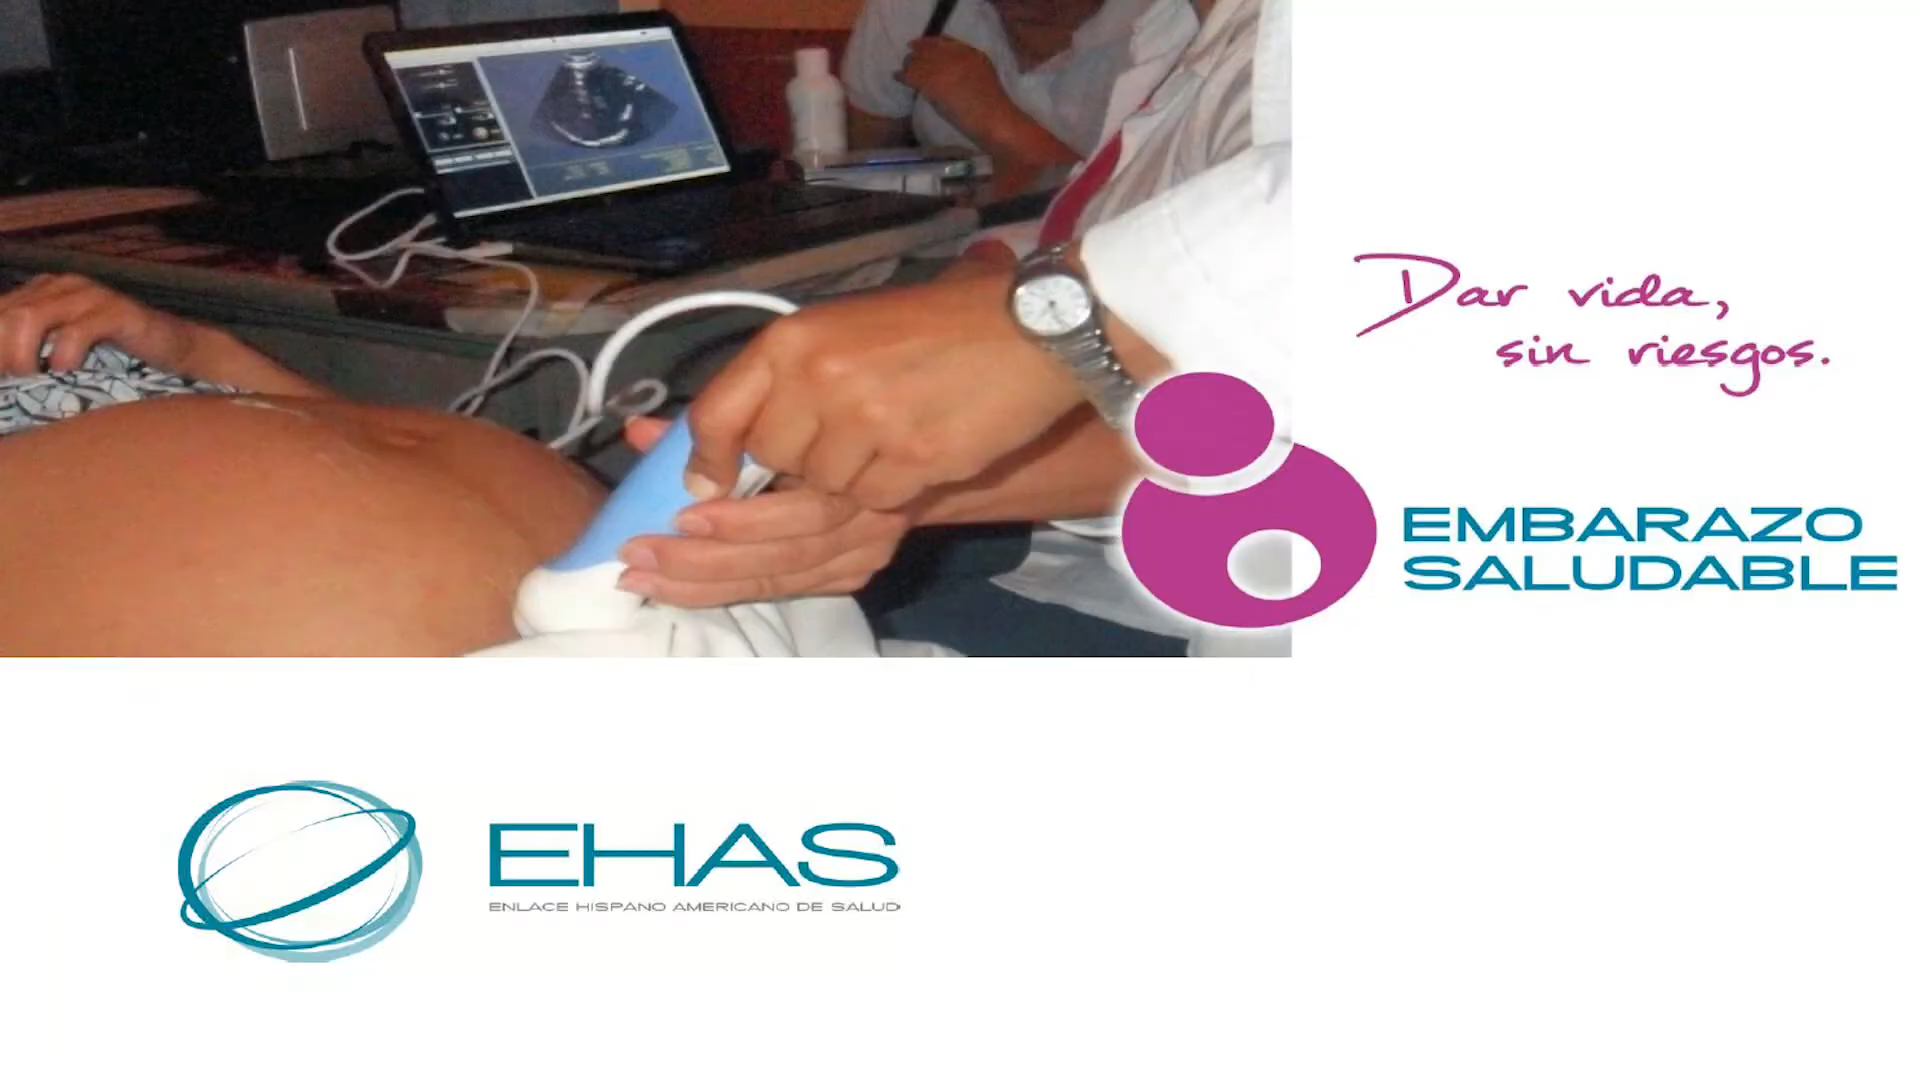 Dar vida,
sin riesgos.
EMBARAZO
SALUDABLE
EHAS
ENLACE HISPANO AMERICANO DE SALUD